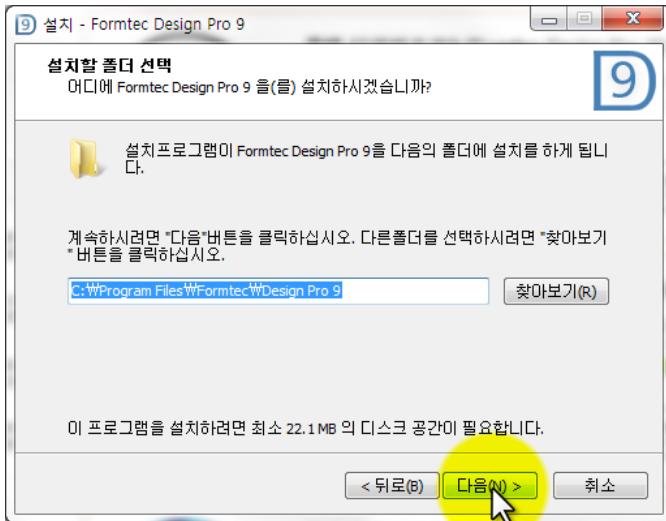 9 설치 - Formtec Design Pro 9
설치할 폴더 선택
어디에 Formtec Design Pro 9 을(를) 설치하시겠습니까?
9
설치프로그램이 Formtec Design Pro 9을 다음의 폴더에 설치를 하게 됩니
다.
계속하시려면 "다음"버튼을 클릭하십시오. 다른폴더를 선택하시려면 "찾아보기
" 버튼을 클릭하십시오.
C:₩Program Files₩Formtec₩Design Pro 9
찾아보기(R)
이 프로그램을 설치하려면 최소 22.1 MB 의 디스크 공간이 필요합니다.
< 뒤로(B)
다음(N) >
취소